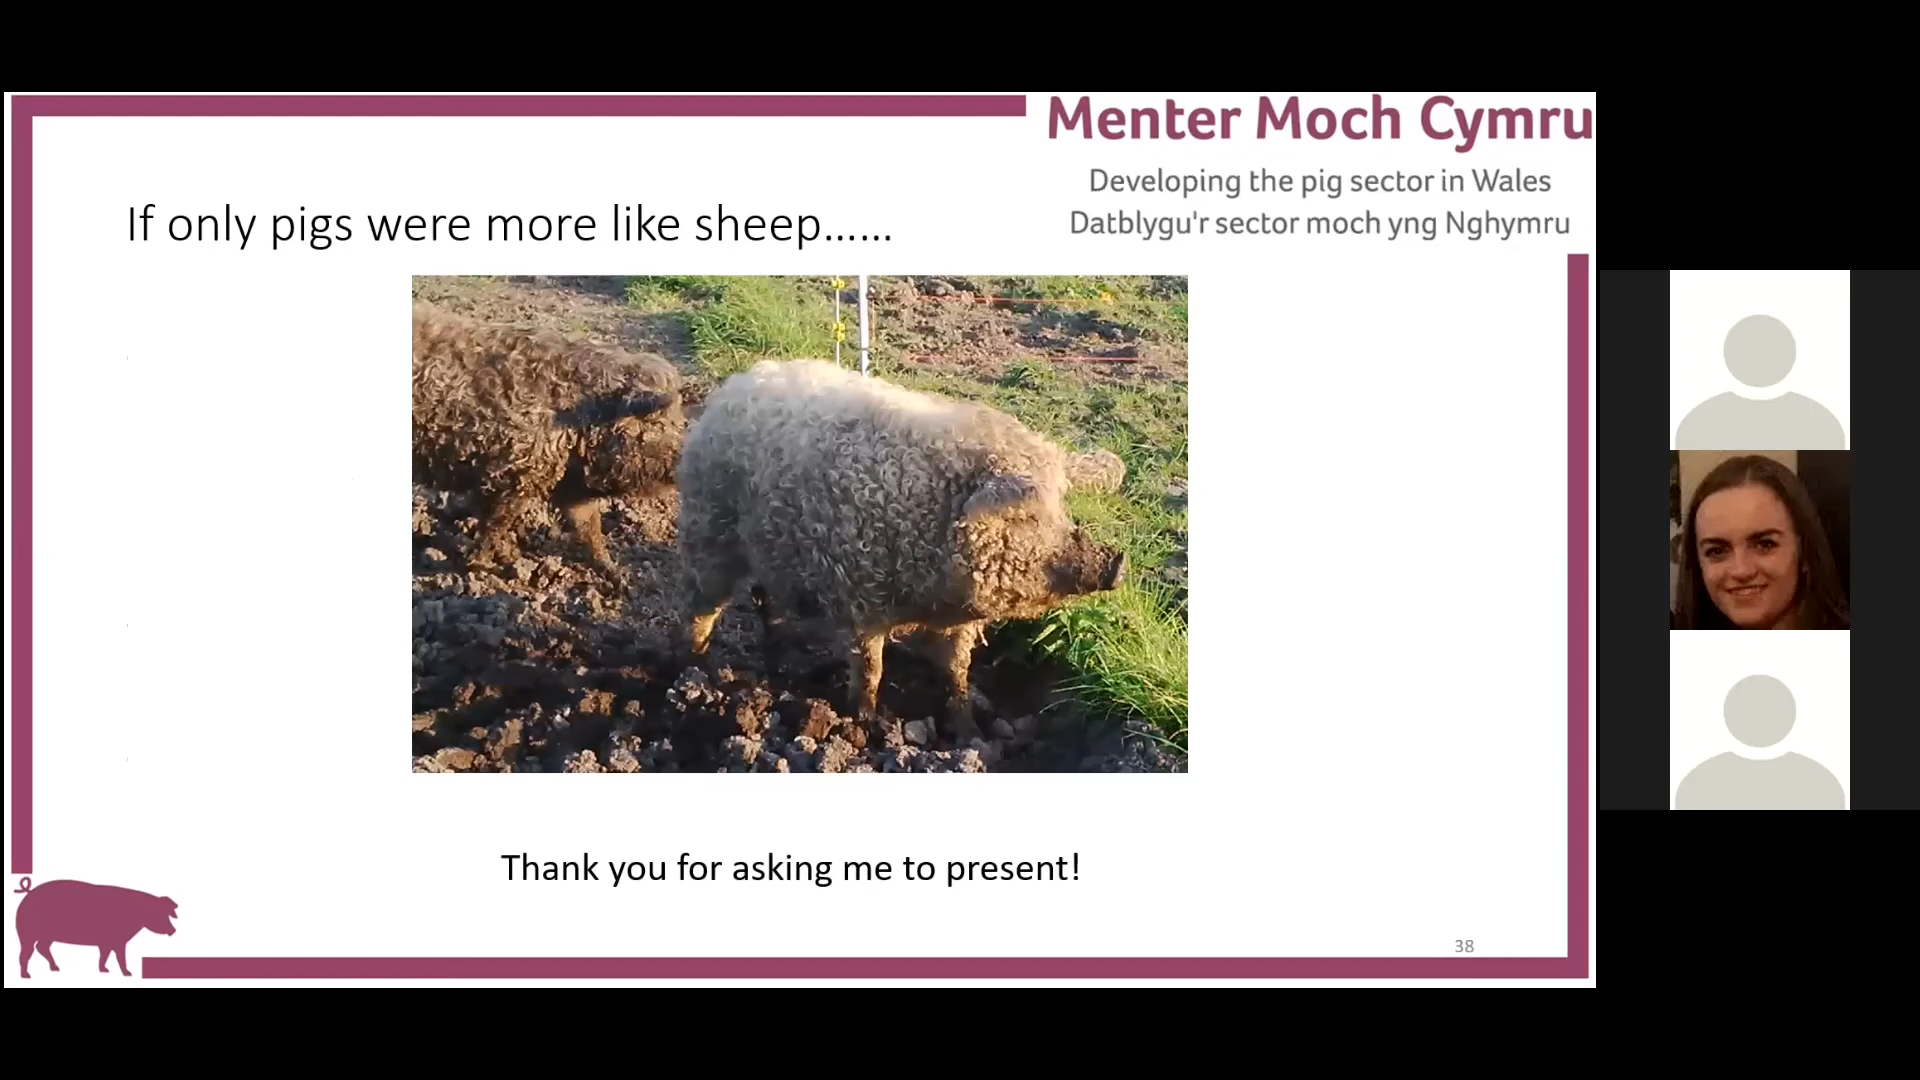 Menter Moch Cymru
Developing the pig sector in Wales
Datblygu'r sector moch yng Nghymru
If only pigs were more like sheep......
Thank you for asking me to present!
38